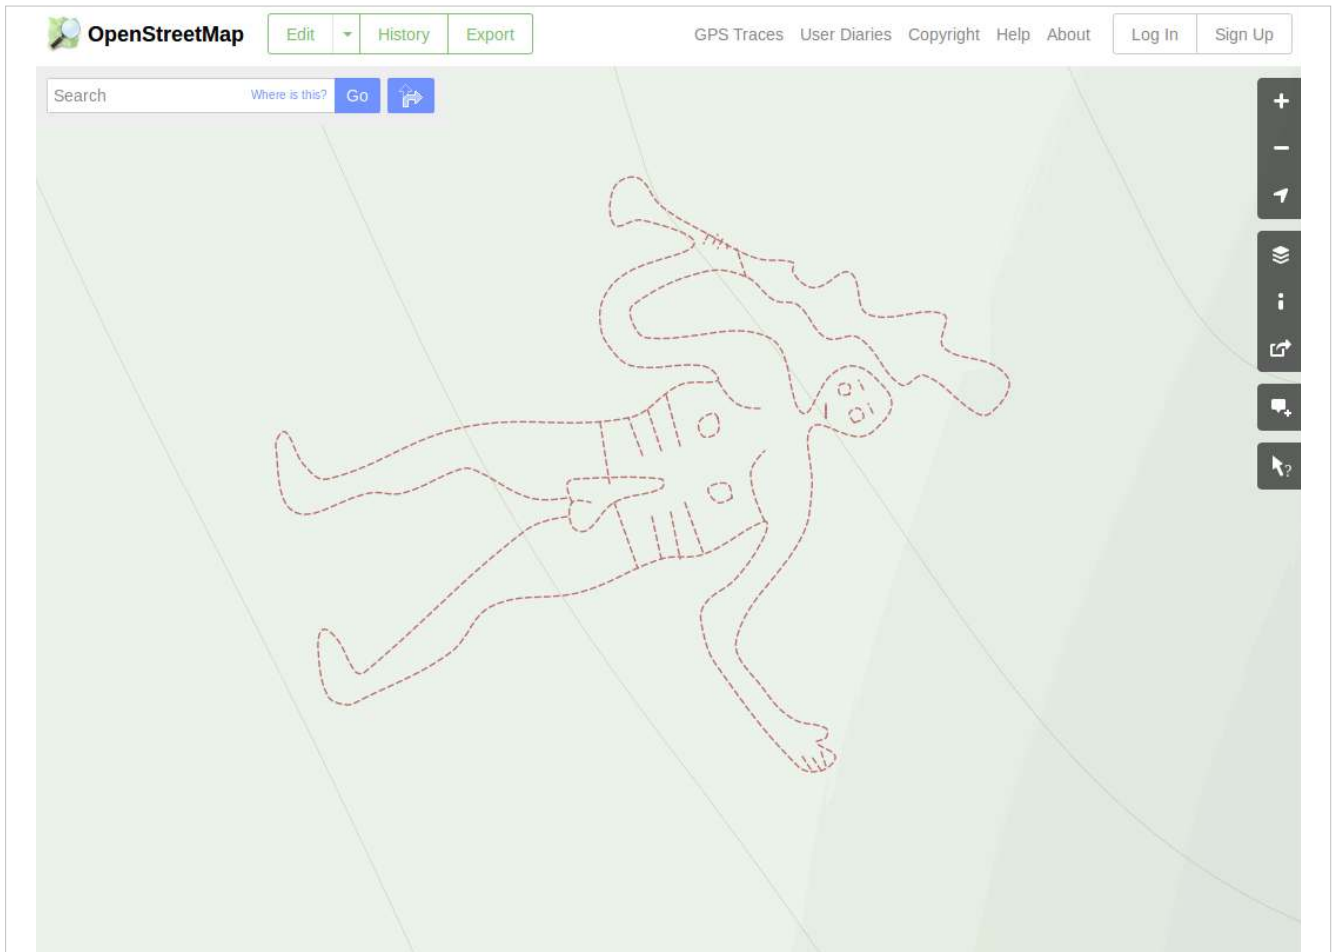 OpenStreetMap Edit History Export GPS Traces User Diaries Copyright Help About Log In Sign Up
Search Where is this? Go
?